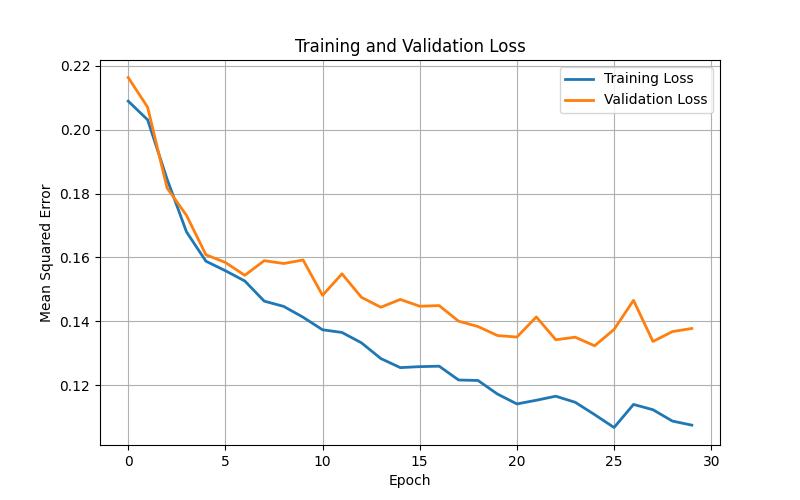 Training and Validation Loss
Training Loss
Validation Loss
Mean Squared Error
0.22
0.20
0.18
0.16
0.14
0.12
0 5 10 15 20 25 30
Epoch